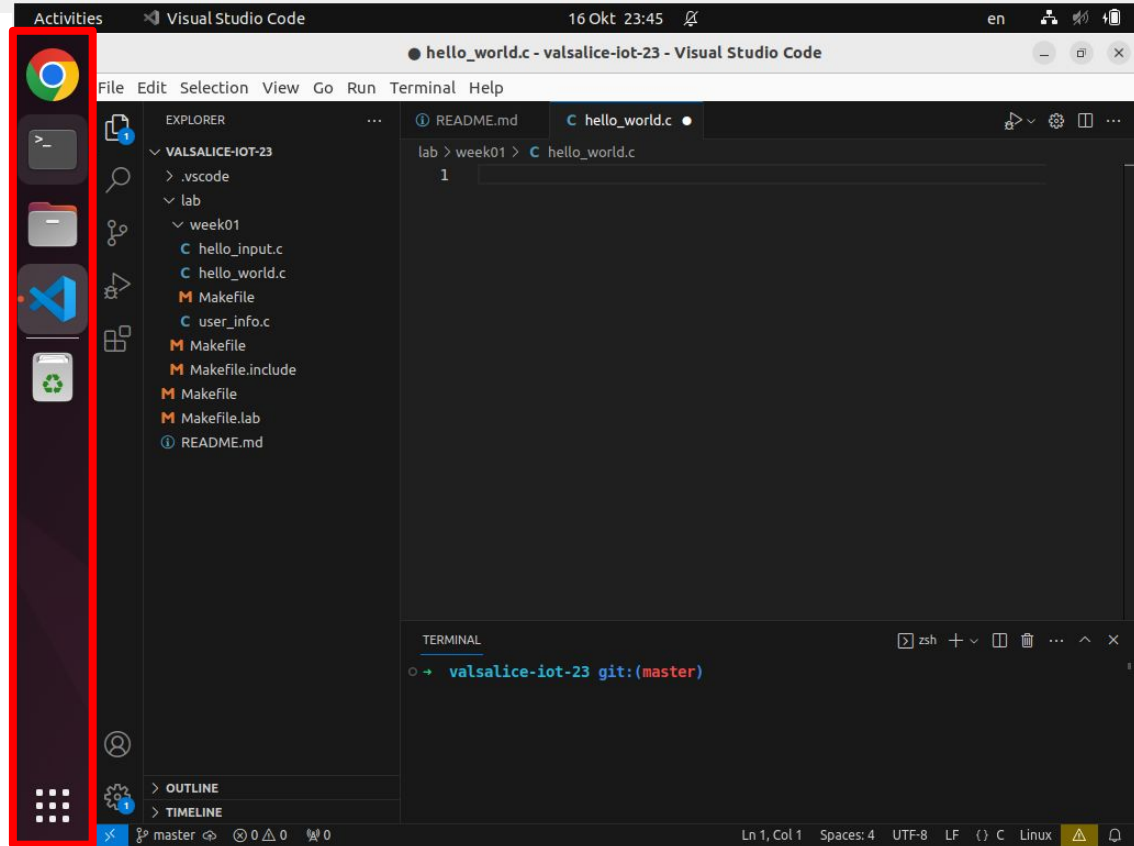 Activities Visual Studio Code 16 Okt 23:45 en
● hello_world.c - valsalice-iot-23 - Visual Studio Code
File Edit Selection View Go Run Terminal Help
>_
1
1
EXPLORER ...
VALSALICE-IOT-23
> .vscode
lab
week01
C hello_input.c
C hello_world.c
M Makefile
C user_info.c
M Makefile
M Makefile.include
M Makefile
M Makefile.lab
README.md
> OUTLINE
> TIMELINE
README.md C hello_world.c ●
...
lab > week01 > C hello_world.c
1
TERMINAL zsh ...
→ valsalice-iot-23 git:(master)
master 0 0 0 Ln 1, Col 1 Spaces: 4 UTF-8 LF {} C Linux